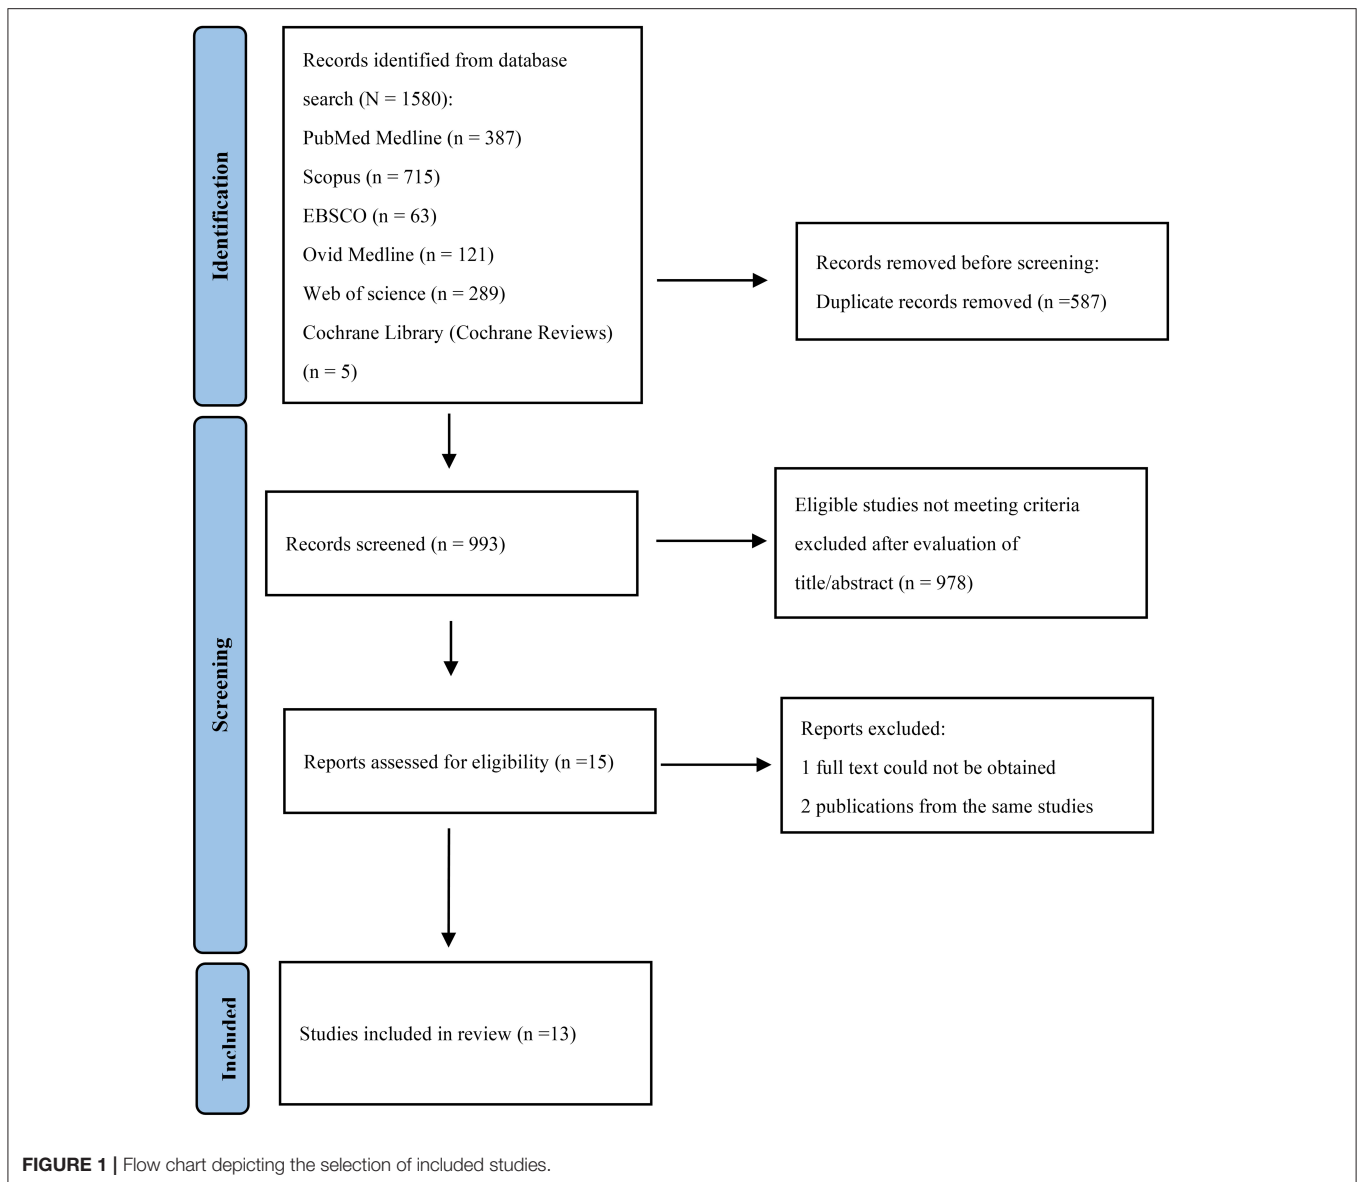 Identification
Records identified from database
search (N = 1580):
PubMed Medline (n = 387)
Scopus (n = 715)
EBSCO (n = 63)
Ovid Medline (n = 121)
Web of science (n = 289)
Cochrane Library (Cochrane Reviews)
(n = 5)
Records removed before screening:
Duplicate records removed (n =587)
Screening
Records screened (n = 993)
Eligible studies not meeting criteria
excluded after evaluation of
title/abstract (n = 978)
Reports assessed for eligibility (n =15)
Reports excluded:
1 full text could not be obtained
2 publications from the same studies
Included
Studies included in review (n =13)
FIGURE 1 | Flow chart depicting the selection of included studies.